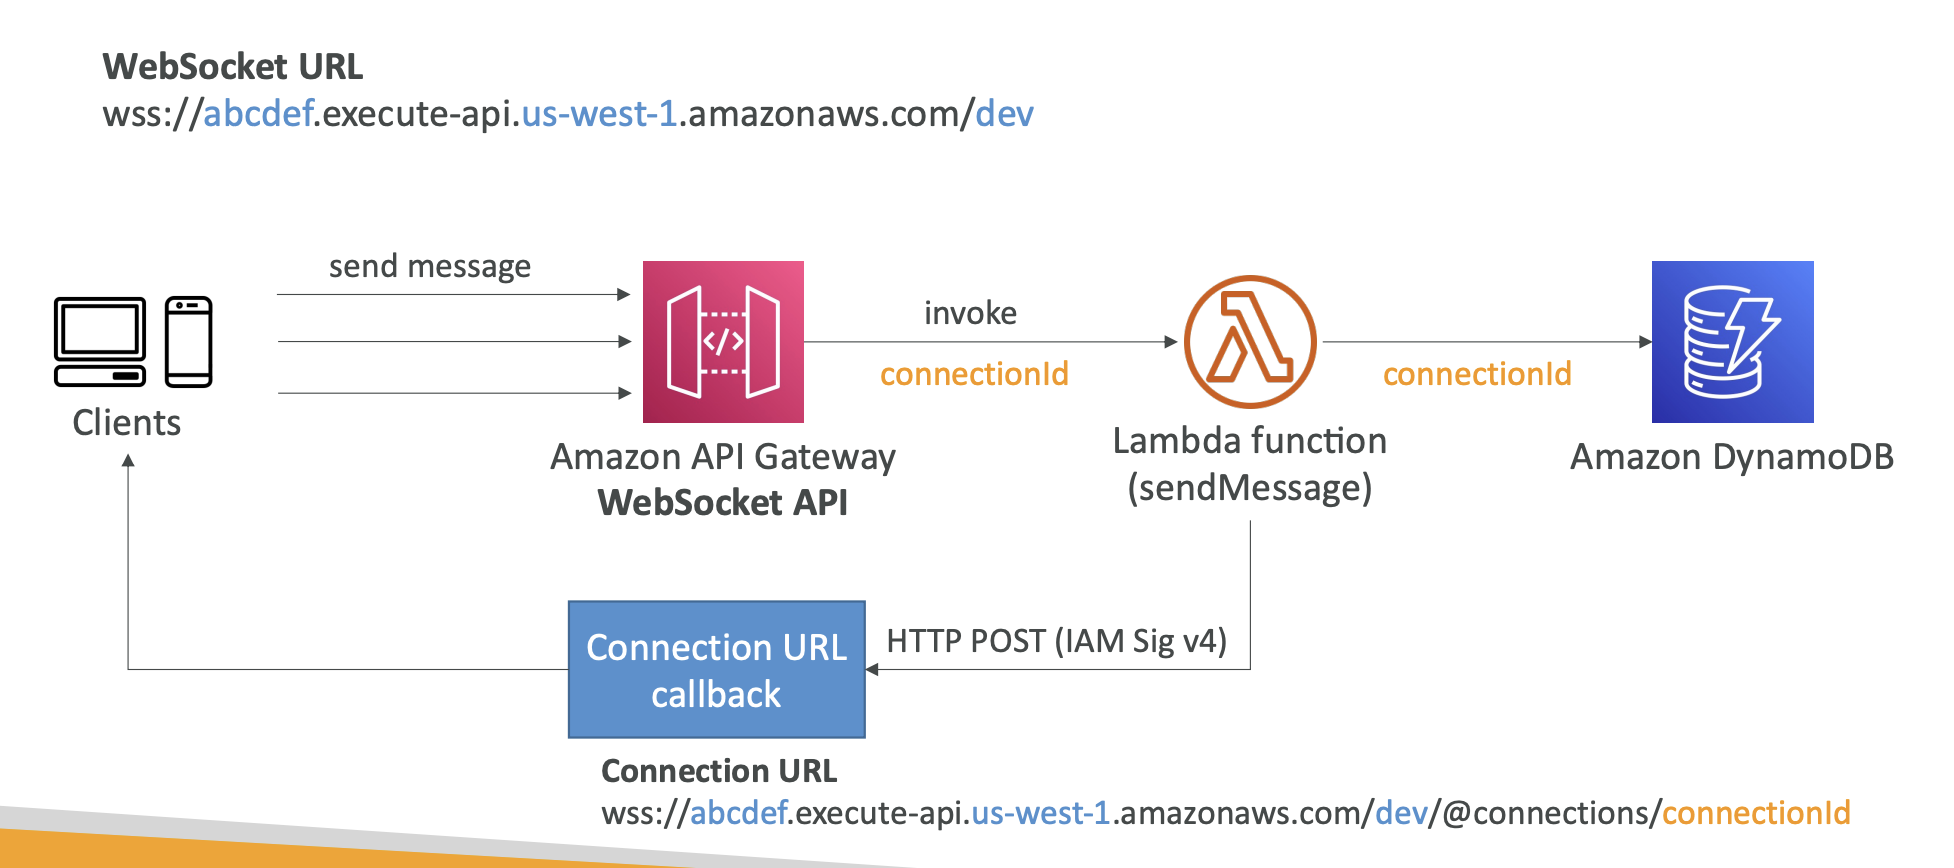 WebSocket URL
wss://abcdef.execute-api.us-west-1.amazonaws.com/dev
send message
</>
invoke
connectionId
connectionId
Clients
Amazon API Gateway
WebSocket API
Lambda function
(sendMessage)
Amazon DynamoDB
Connection URL
callback
HTTP POST (IAM Sig v4)
Connection URL
wss://abcdef.execute-api.us-west-1.amazonaws.com/dev/@connections/connectionId